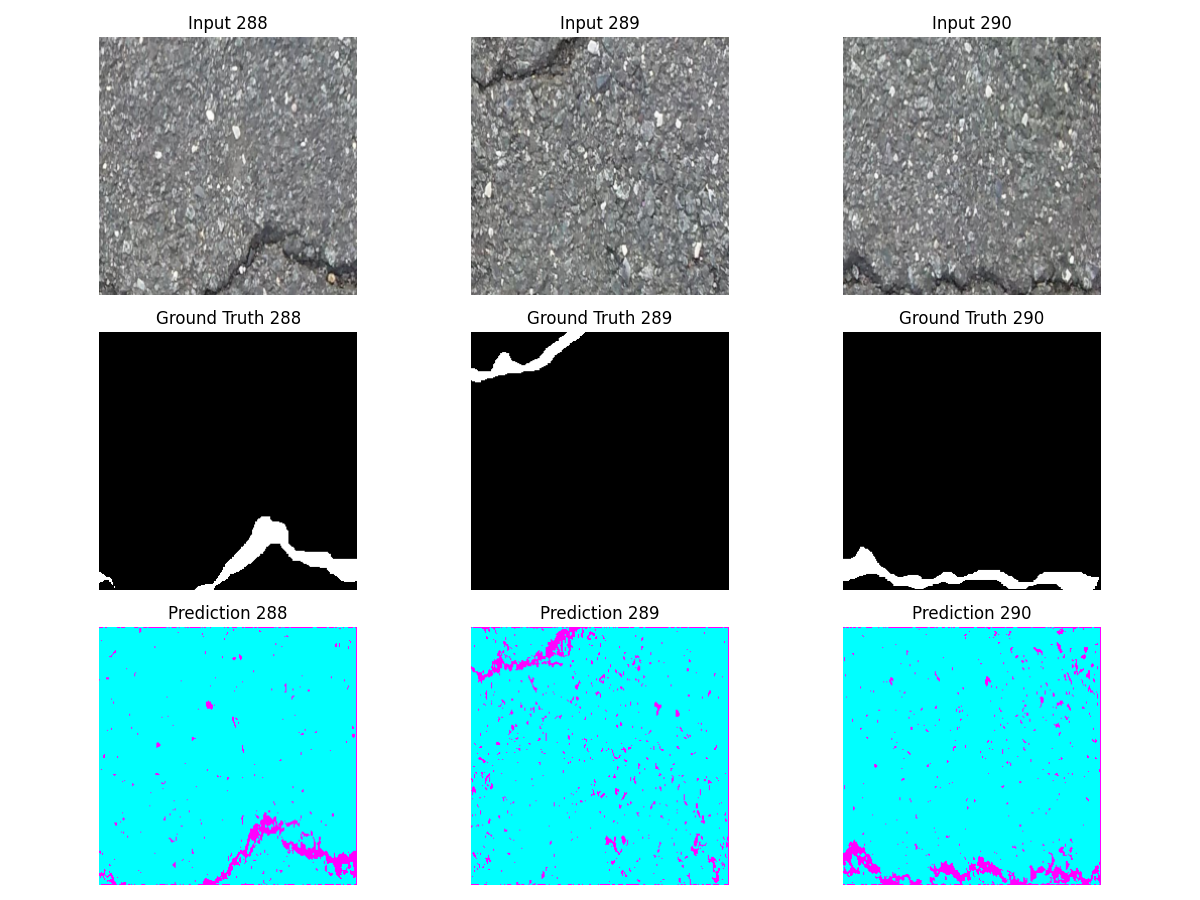 Input 288
Input 289
Input 290
Ground Truth 288
Ground Truth 289
Ground Truth 290
Prediction 288
Prediction 289
Prediction 290